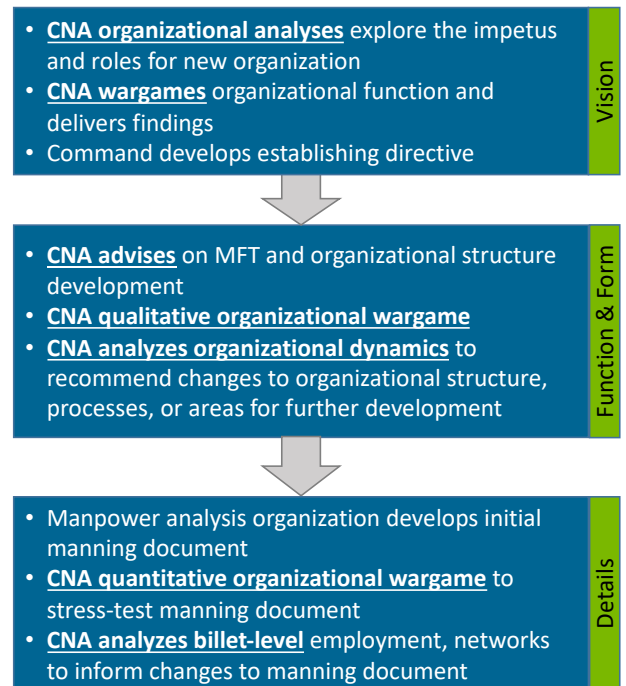 • CNA organizational analyses explore the impetus
and roles for new organization
• CNA wargames organizational function and
delivers findings
• Command develops establishing directive
Vision
• CNA advises on MFT and organizational structure
development
• CNA qualitative organizational wargame
• CNA analyzes organizational dynamics to
recommend changes to organizational structure,
processes, or areas for further development
Function & Form
• Manpower analysis organization develops initial
manning document
• CNA quantitative organizational wargame to
stress-test manning document
• CNA analyzes billet-level employment, networks
to inform changes to manning document
Details